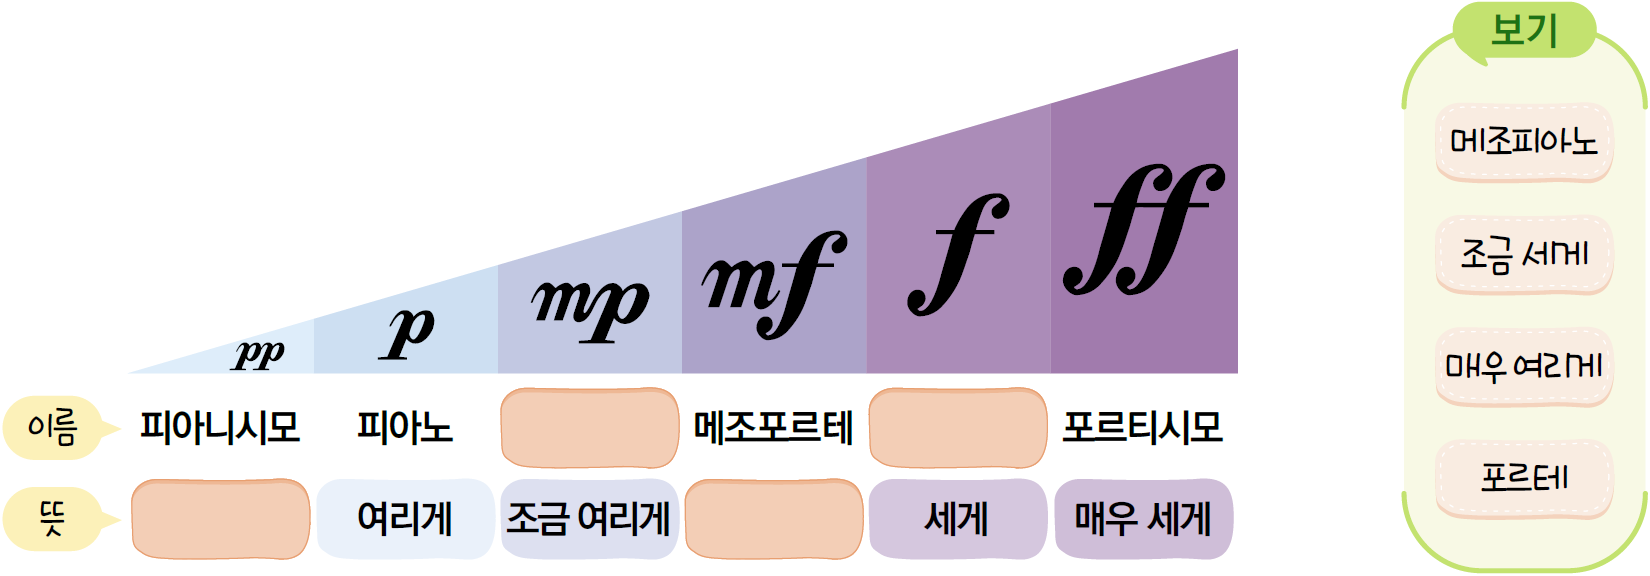 보기
메조피아노
조금 세게
매우 여리게
포르테
pp p mp mf f ff
이름 피아니시모 피아노 메조포르테 포르티시모
뜻 여리게 조금 여리게 세게 매우 세게